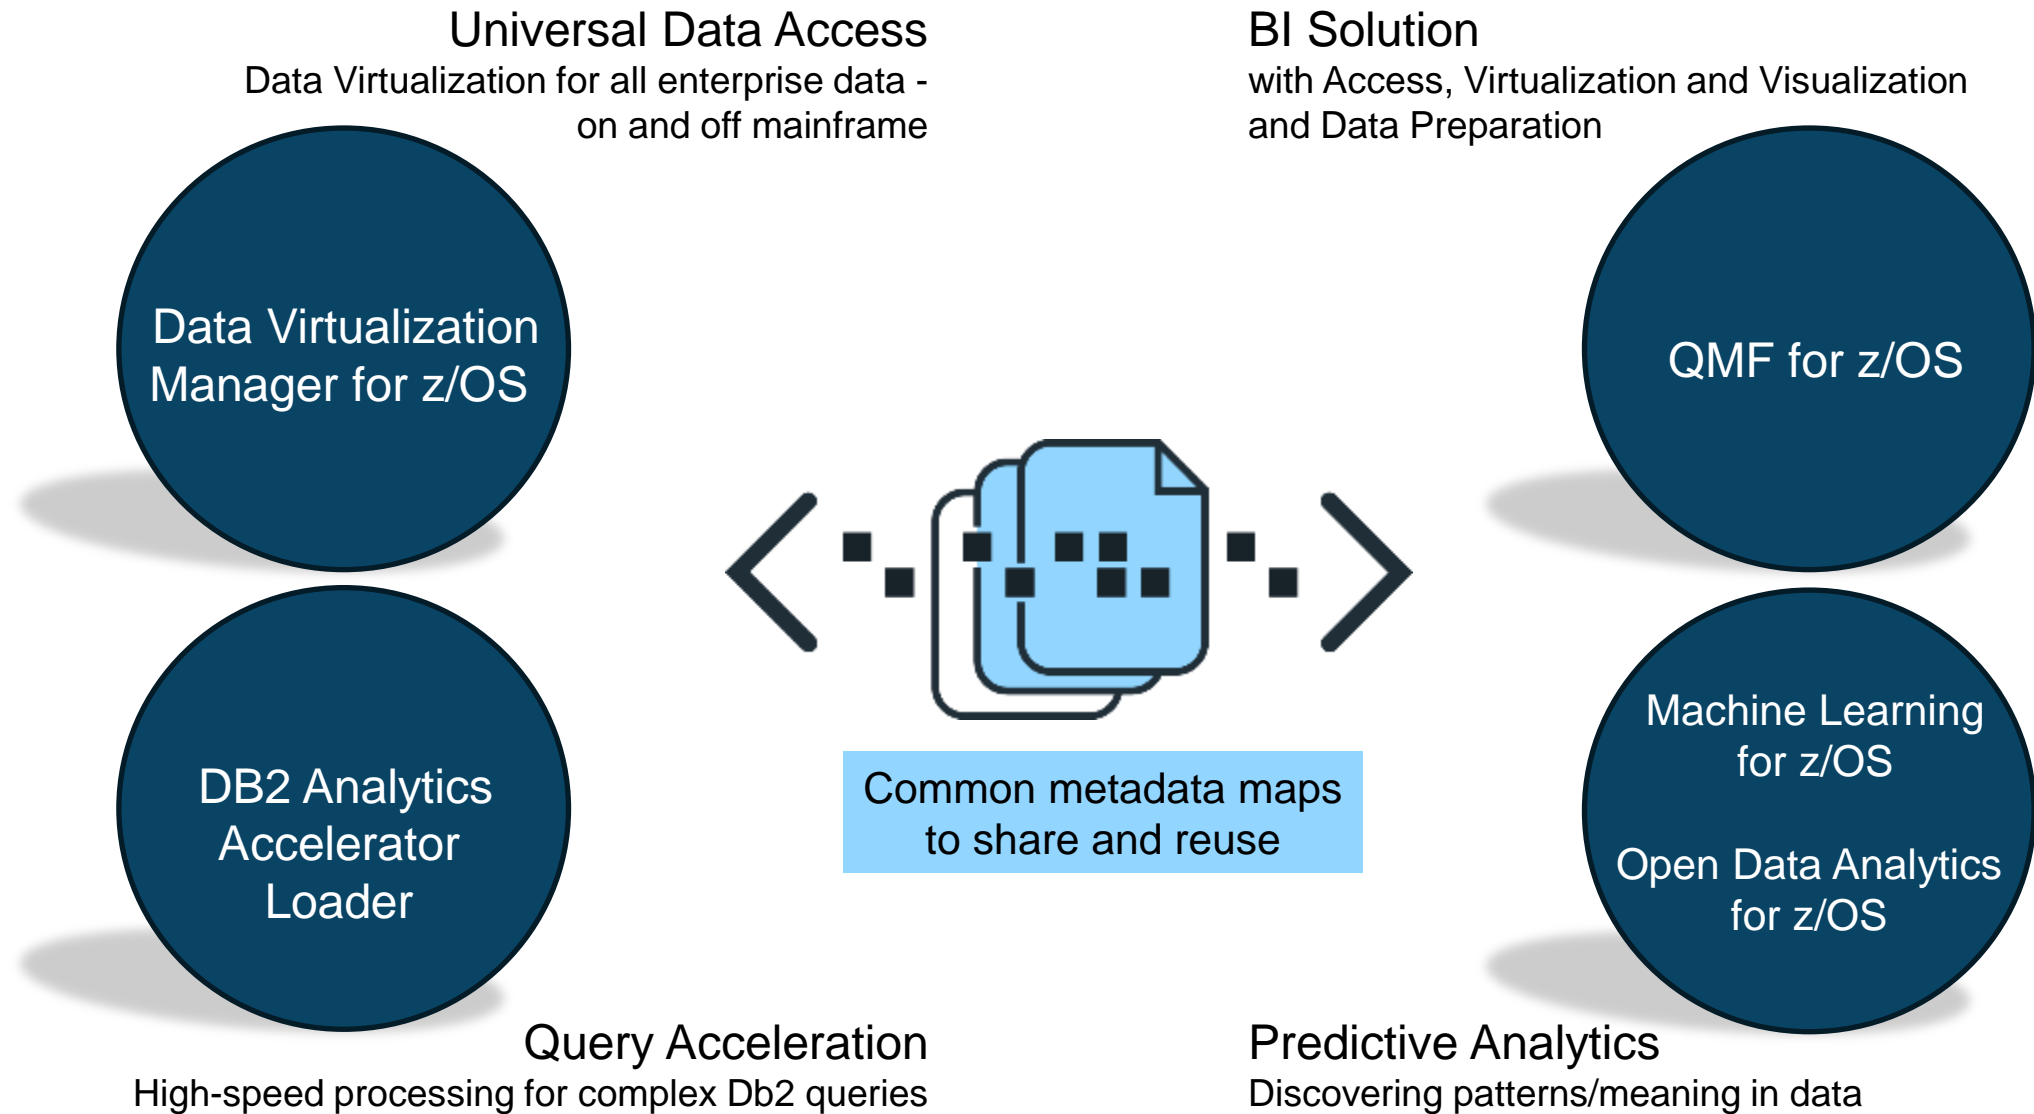 Universal Data Access
Data Virtualization for all enterprise data -
on and off mainframe
BI Solution
with Access, Virtualization and Visualization
and Data Preparation
Data Virtualization
Manager for z/OS
QMF for z/OS
Common metadata maps
to share and reuse
DB2 Analytics
Accelerator
Loader
Machine Learning
for z/OS
Open Data Analytics
for z/OS
Query Acceleration
High-speed processing for complex Db2 queries
Predictive Analytics
Discovering patterns/meaning in data